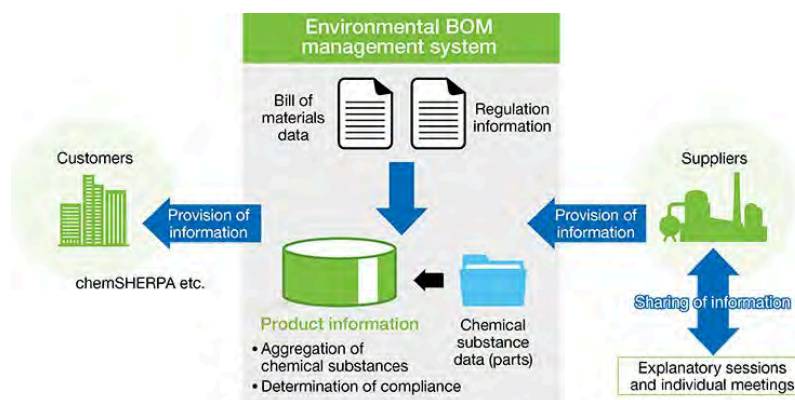 Environmental BOM
management system
Bill of
materials
data
Regulation
information
Customers
Suppliers
Provision of
information
Provision of
information
chemSHERPA etc.
Sharing of information
Product information
• Aggregation of
chemical substances
• Determination of compliance
Chemical
substance
data (parts)
Explanatory sessions
and individual meetings